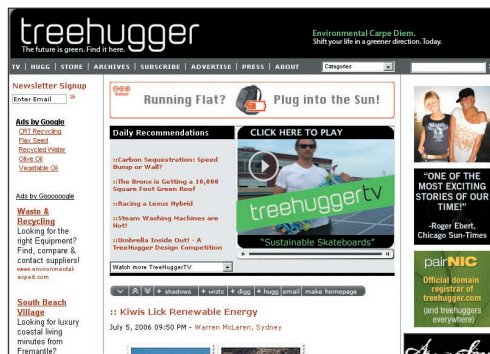 treehugger
The future is green. Find it here.
Environmental Carpe Diem.
Shift your life in a greener direction. Today.
TV | HUGG | STORE | ARCHIVES | SUBSCRIBE | ADVERTISE | PRESS | ABOUT
Categories
Newsletter Signup
Enter Email »
Ads by Google
CRT Recycling
Flax Seed
Recycled Water
Olive Oil
Vegetable Oil
Ads by Goooooogle
Waste &
Recycling
Looking for the
right Equipment?
Find, compare &
contact suppliers!
www.environmental-
expert.com
South Beach
Village
Looking for luxury
coastal living
minutes from
Fremantle?
Running Flat? Plug into the Sun!
Daily Recommendations
::Carbon Sequestration: Speed
Bump or Wall?
::The Bronx is Getting a 10,000
Square Foot Green Roof
::Racing a Lexus Hybrid
::Steam Washing Machines are
Hot!
::Umbrella Inside Out! - A
TreeHugger Design Competition
Watch more TreeHuggerTV
CLICK HERE TO PLAY
treehuggertv
"Sustainable Skateboards"
+ shadows + wists + digg + hugg email make homepage
:: Kiwis Lick Renewable Energy
July 5, 2006 09:50 PM - Warren McLaren, Sydney
"ONE OF THE
MOST EXCITING
STORIES OF OUR
TIME!"
-Roger Ebert,
Chicago Sun-Times
pairNIC
Official domain
registrar of
treehugger.com
(and treehuggers
everywhere)